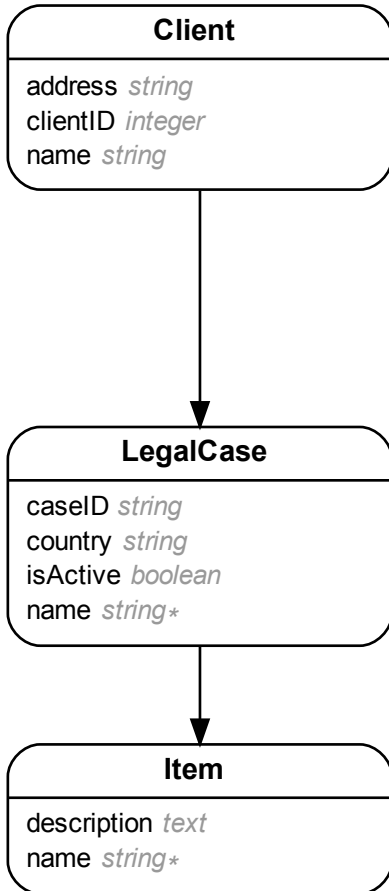 Client
address string
clientID integer
name string
LegalCase
caseID string
country string
isActive boolean
name string*
Item
description text
name string*